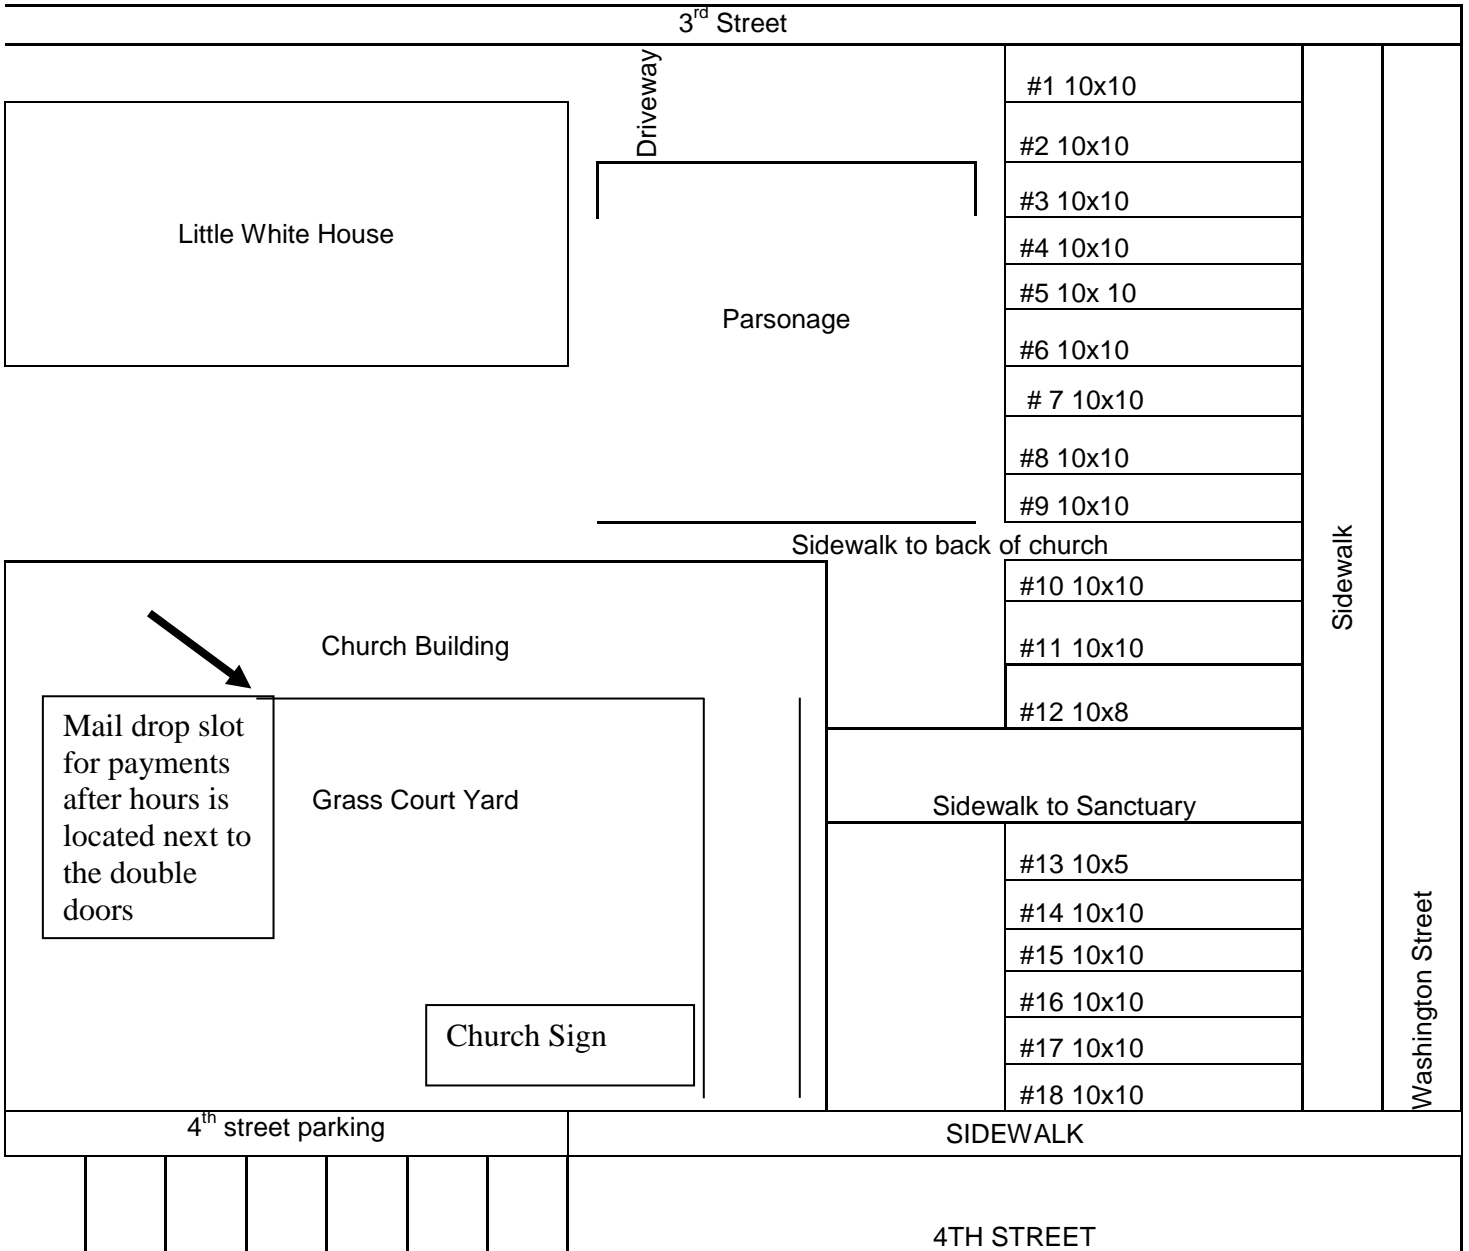 3rd Street
Driveway
#1 10x10
#2 10x10
#3 10x10
Little White House
#4 10x10
#5 10x 10
Parsonage
#6 10x10
# 7 10x10
#8 10x10
#9 10x10
Sidewalk to back of church
Sidewalk
#10 10x10
Church Building
#11 10x10
#12 10x8
Mail drop slot
for payments
after hours is
located next to
the double
doors
Grass Court Yard
Sidewalk to Sanctuary
#13 10x5
#14 10x10
#15 10x10
#16 10x10
Church Sign
#17 10x10
#18 10x10
Washington Street
4th street parking
SIDEWALK
4TH STREET